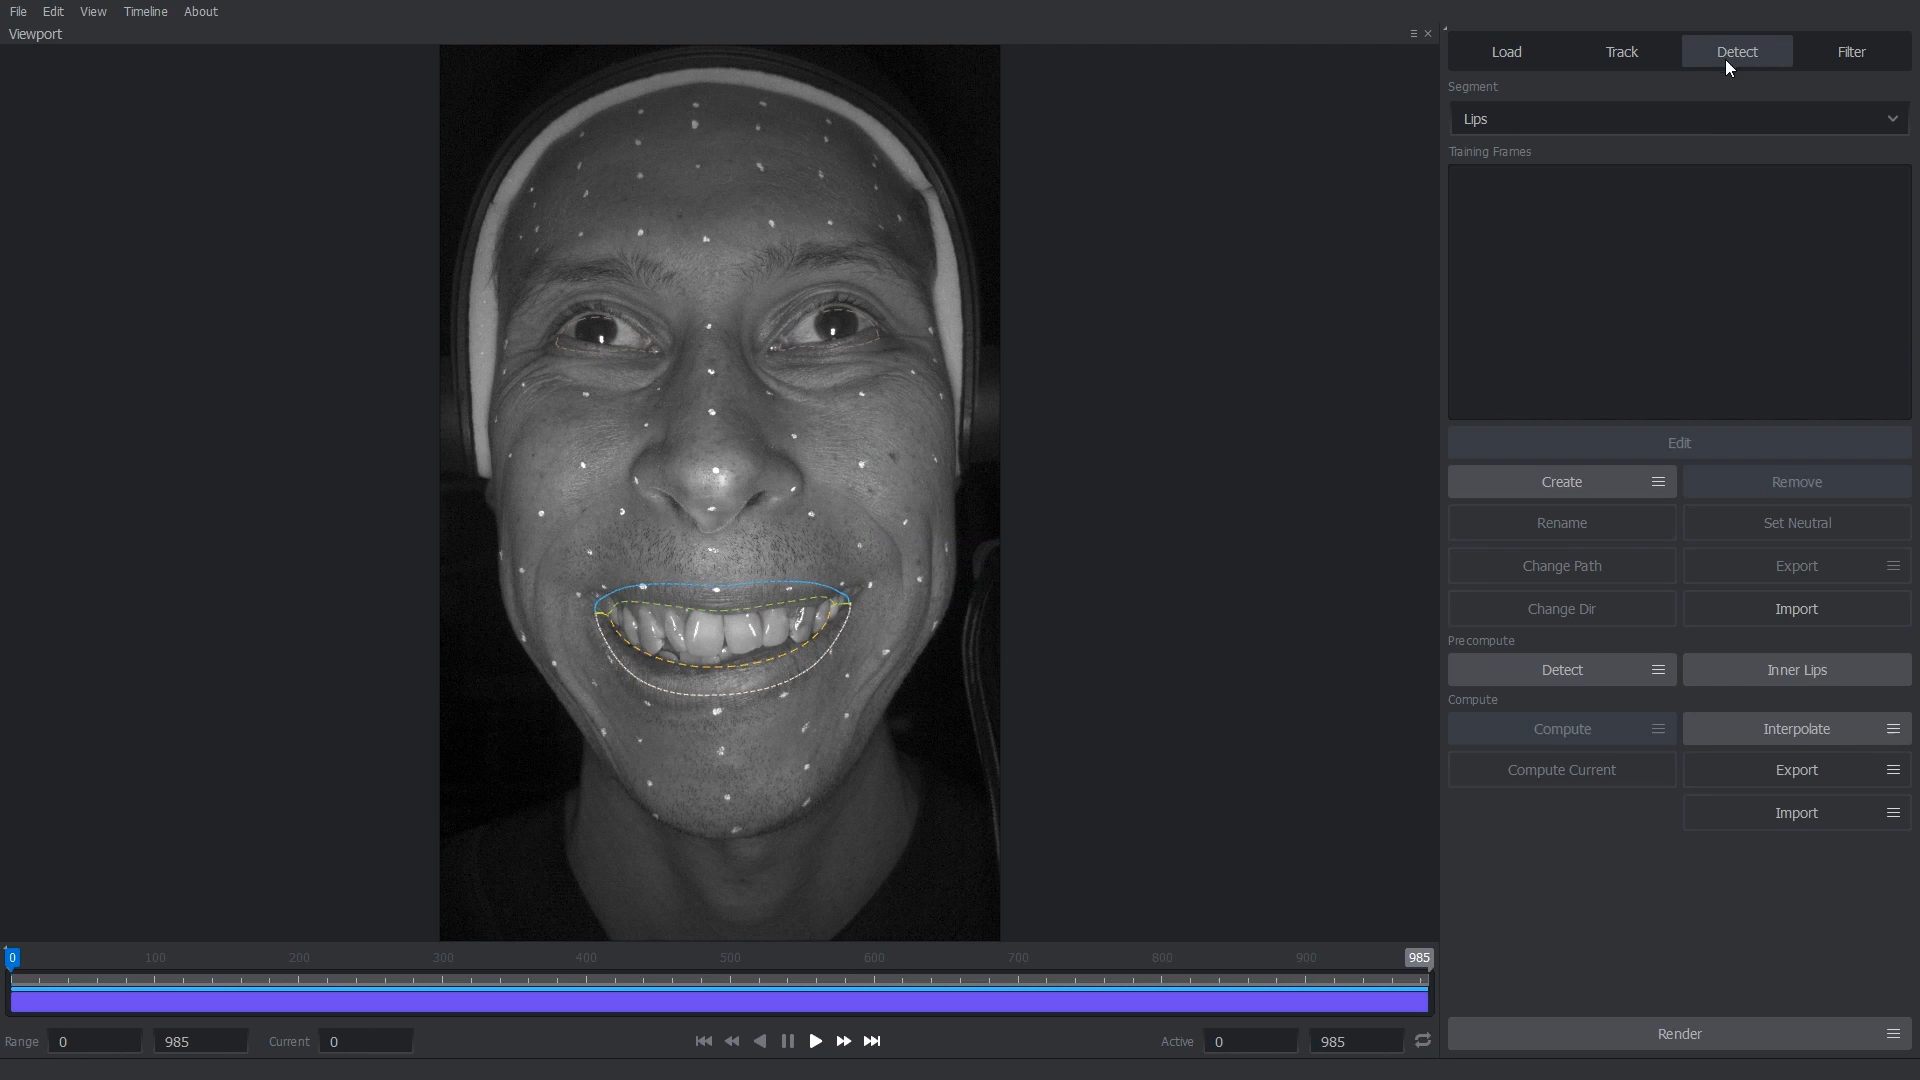 File Edit View Timeline About
Viewport
Load Track Detect Filter
Segment
Lips
Training Frames
Edit
Create Remove
Rename Set Neutral
Change Path Export
Change Dir Import
Precompute
Detect Inner Lips
Compute
Compute Interpolate
Compute Current Export
Import
0 100 200 300 400 500 600 700 800 900 985
Range 0 985 Current 0 Active 0 985
Render